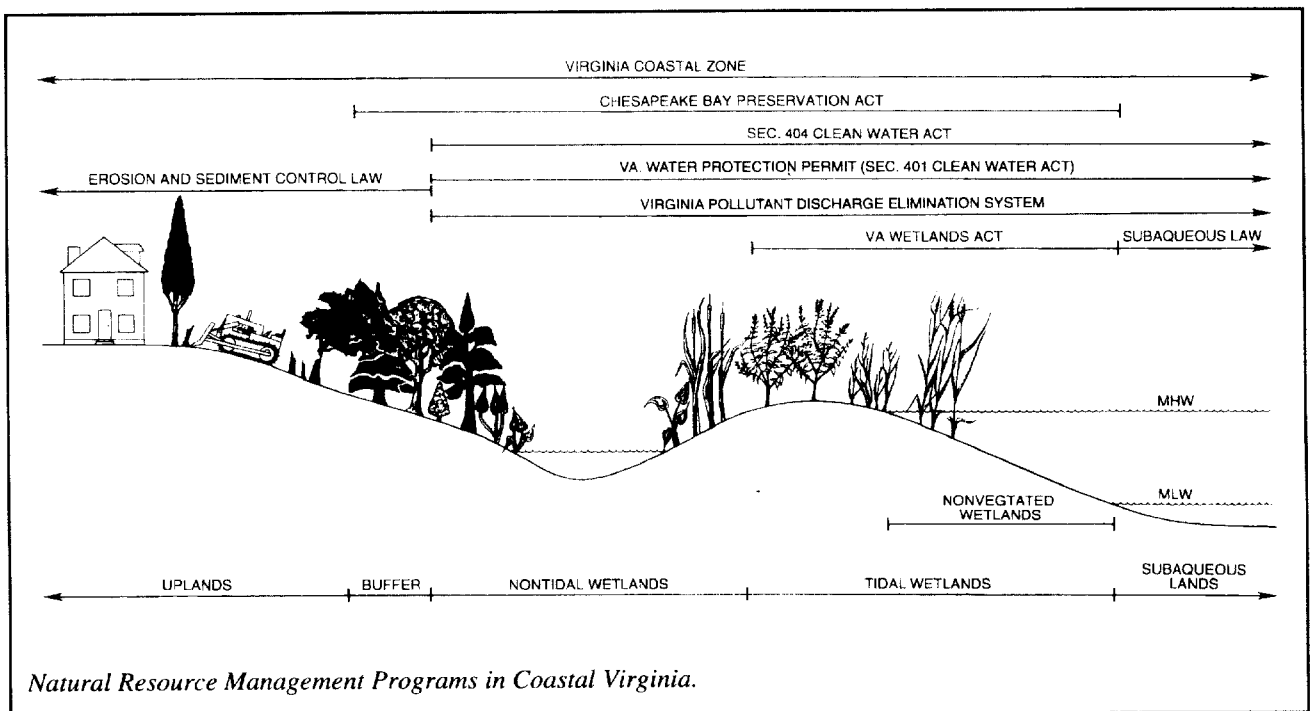 VIRGINIA COASTAL ZONE
CHESAPEAKE BAY PRESERVATION ACT
SEC. 404 CLEAN WATER ACT
VA. WATER PROTECTION PERMIT (SEC. 401 CLEAN WATER ACT)
EROSION AND SEDIMENT CONTROL LAW
VIRGINIA POLLUTANT DISCHARGE ELIMINATION SYSTEM
VA WETLANDS ACT
SUBAQUEOUS LAW
MHW
MLW
NONVEGTATED
WETLANDS
UPLANDS
BUFFER
NONTIDAL WETLANDS
TIDAL WETLANDS
SUBAQUEOUS
LANDS
Natural Resource Management Programs in Coastal Virginia.